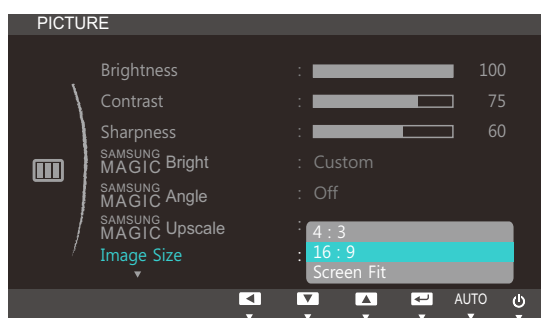 PICTURE
Brightness : 100
Contrast : 75
Sharpness : 60
SAMSUNG
MAGIC Bright : Custom
SAMSUNG
MAGIC Angle : Off
SAMSUNG
MAGIC Upscale :
4 : 3
Image Size : 16 : 9
Screen Fit
AUTO